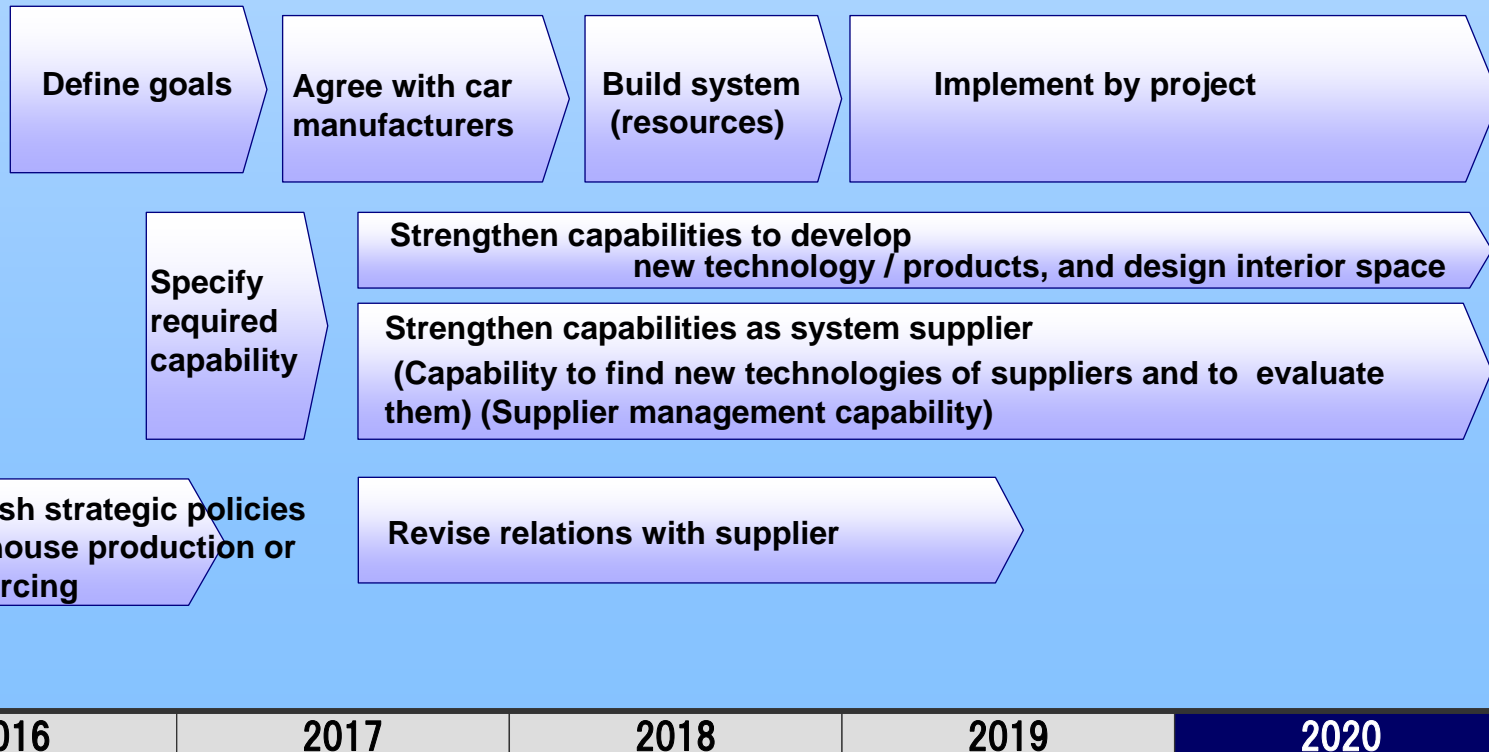 Define goals
Agree with car
manufacturers
Build system
(resources)
Implement by project
Strengthen capabilities to develop
new technology / products, and design interior space
Specify
required
capability
Strengthen capabilities as system supplier
(Capability to find new technologies of suppliers and to evaluate
them) (Supplier management capability)
sh strategic policies
house production or
rcing
Revise relations with supplier
016
2017
2018
2019
2020